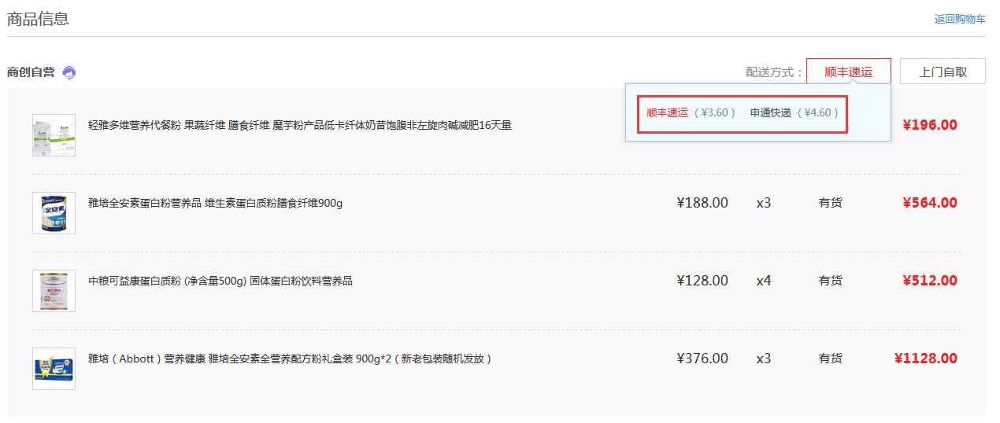 商品信息 返回购物车
商创自营 配送方式： 顺丰速运 上门自取
顺丰速运（¥3.60） 申通快递（¥4.60）
轻雅多维营养代餐粉 果蔬纤维 膳食纤维 魔芋粉产品低卡纤体奶昔饱腹非左旋肉碱减肥16天量 ¥196.00
雅培全安素蛋白粉营养品 维生素蛋白质粉膳食纤维900g ¥188.00 x3 有货 ¥564.00
中粮可益康蛋白质粉 (净含量500g) 固体蛋白粉饮料营养品 ¥128.00 x4 有货 ¥512.00
雅培（Abbott）营养健康 雅培全安素全营养配方粉礼盒装 900g*2（新老包装随机发放） ¥376.00 x3 有货 ¥1128.00
全安素